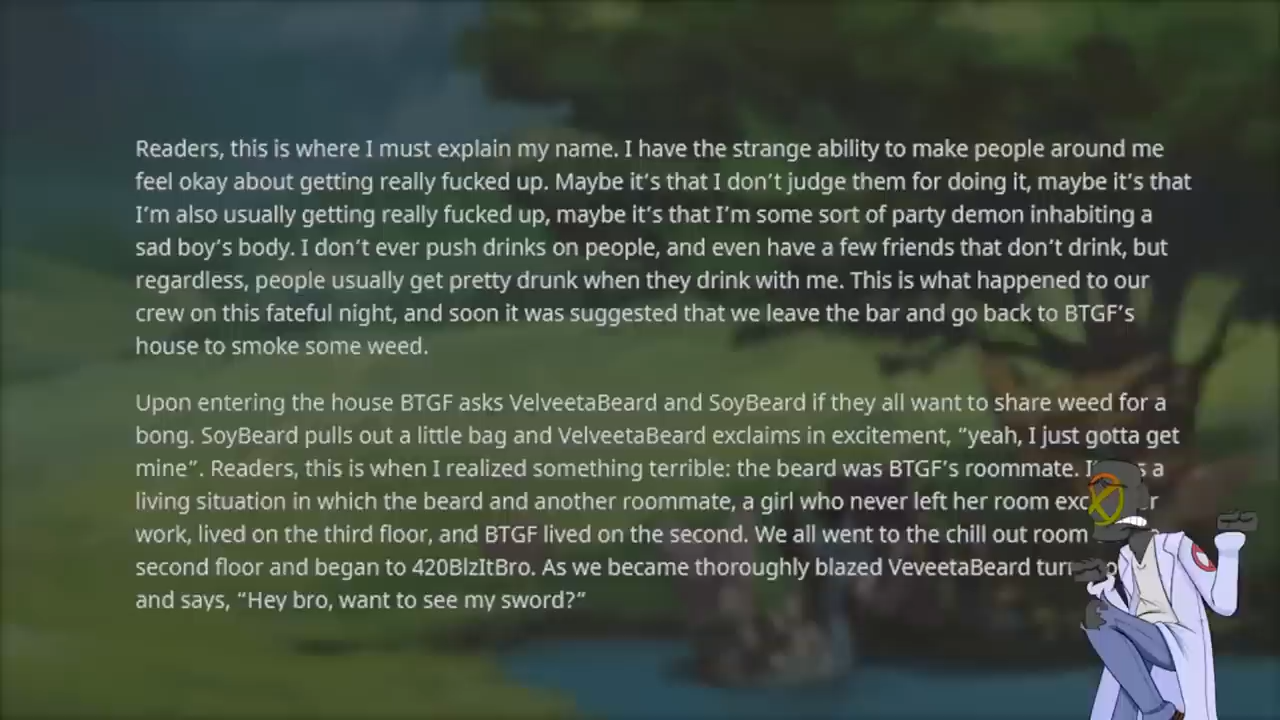 Readers, this is where I must explain my name. I have the strange ability to make people around me
feel okay about getting really fucked up. Maybe it's that I don't judge them for doing it, maybe it's that
I'm also usually getting really fucked up, maybe it's that I'm some sort of party demon inhabiting a
sad boy's body. I don't ever push drinks on people, and even have a few friends that don't drink, but
regardless, people usually get pretty drunk when they drink with me. This is what happened to our
crew on this fateful night, and soon it was suggested that we leave the bar and go back to BTGF's
house to smoke some weed.
Upon entering the house BTGF asks VelveetaBeard and SoyBeard if they all want to share weed for a
bong. SoyBeard pulls out a little bag and VelveetaBeard exclaims in excitement, "yeah, I just gotta get
mine". Readers, this is when I realized something terrible: the beard was BTGF's roommate. a
living situation in which the beard and another roommate, a girl who never left her room
work, lived on the third floor, and BTGF lived on the second. We all went to the chill out room
second floor and began to 420BlzItBro. As we became thoroughly blazed VeveetaBeard
and says, "Hey bro, want to see my sword?"